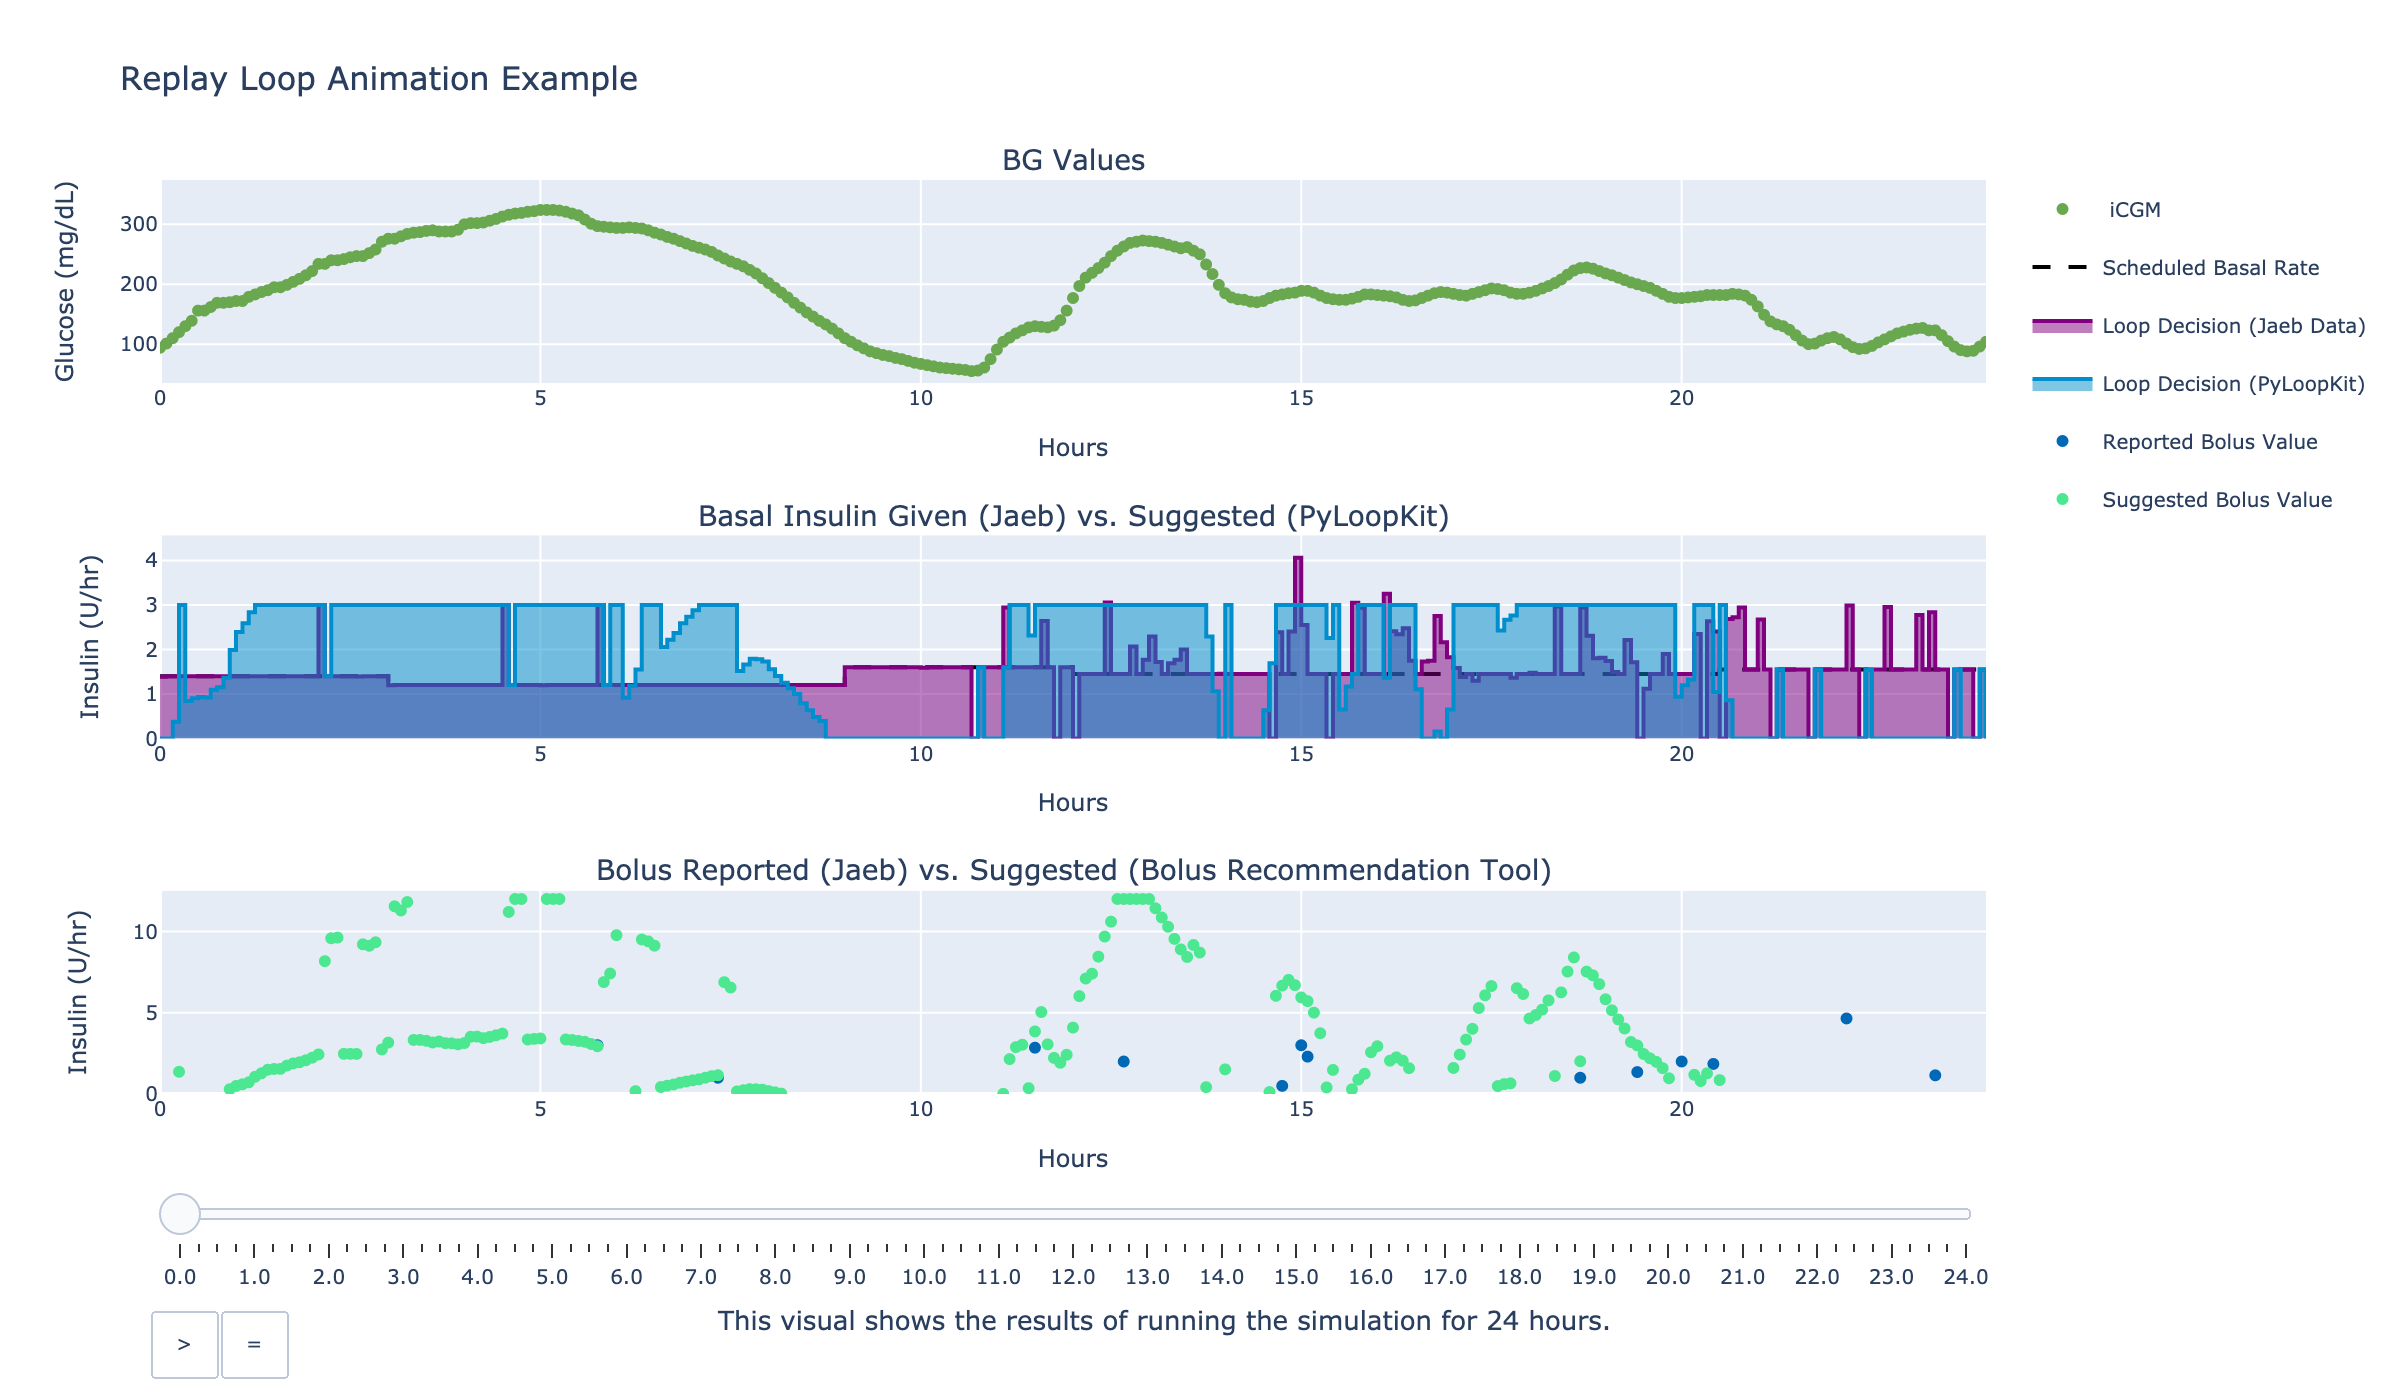 Replay Loop Animation Example
BG Values
Glucose (mg/dL)
300
200
100
0 5 10 15 20
Hours
iCGM
Scheduled Basal Rate
Loop Decision (Jaeb Data)
Loop Decision (PyLoopKit)
Reported Bolus Value
Suggested Bolus Value
Basal Insulin Given (Jaeb) vs. Suggested (PyLoopKit)
Insulin (U/hr)
4
3
2
1
0
0 5 10 15 20
Hours
Bolus Reported (Jaeb) vs. Suggested (Bolus Recommendation Tool)
Insulin (U/hr)
10
5
0
0 5 10 15 20
Hours
0.0 1.0 2.0 3.0 4.0 5.0 6.0 7.0 8.0 9.0 10.0 11.0 12.0 13.0 14.0 15.0 16.0 17.0 18.0 19.0 20.0 21.0 22.0 23.0 24.0
This visual shows the results of running the simulation for 24 hours.
> =